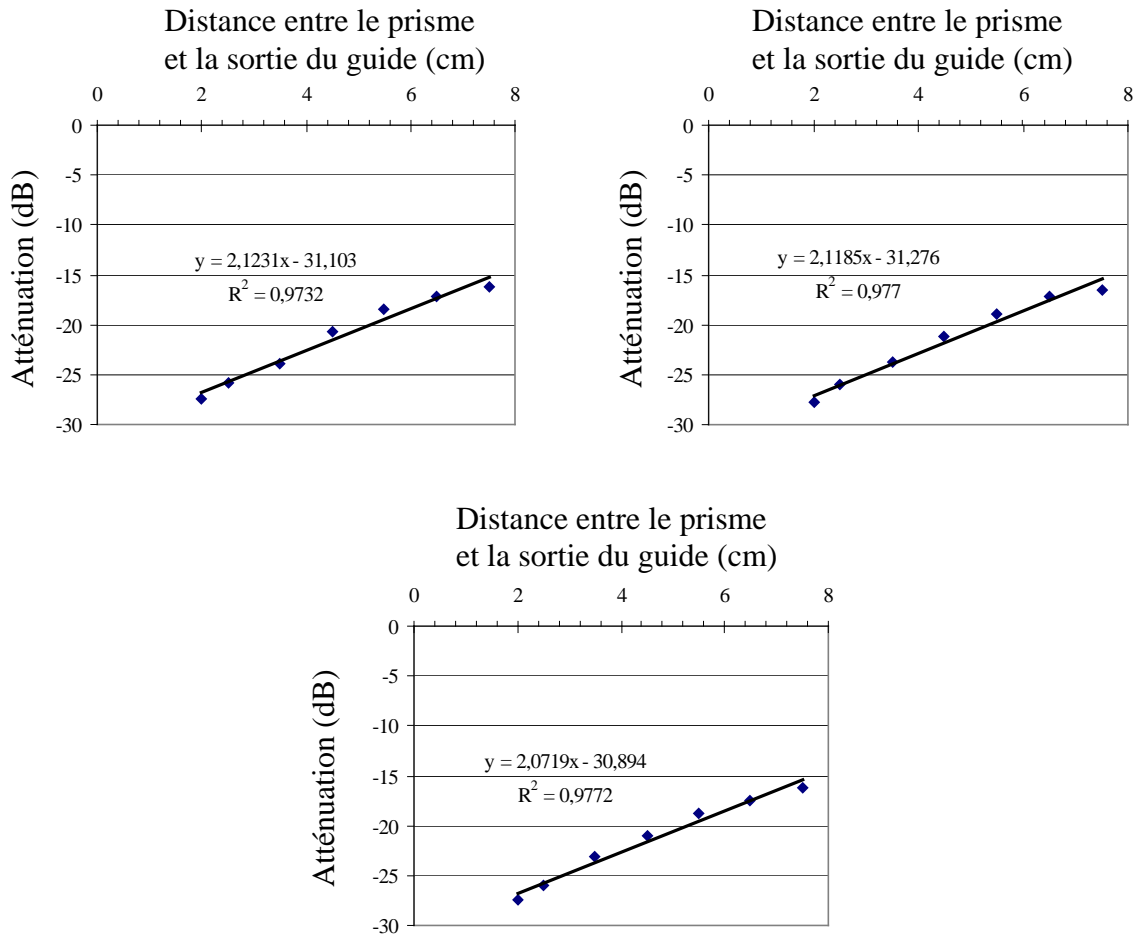 Distance entre le prisme
et la sortie du guide (cm)
0 2 4 6 8
0
-5
-10
-15
-20
-25
-30
Atténuation (dB)
y = 2,1231x - 31,103
R² = 0,9732
Distance entre le prisme
et la sortie du guide (cm)
0 2 4 6 8
0
-5
-10
-15
-20
-25
-30
Atténuation (dB)
y = 2,1185x - 31,276
R² = 0,977
Distance entre le prisme
et la sortie du guide (cm)
0 2 4 6 8
0
-5
-10
-15
-20
-25
-30
Atténuation (dB)
y = 2,0719x - 30,894
R² = 0,9772